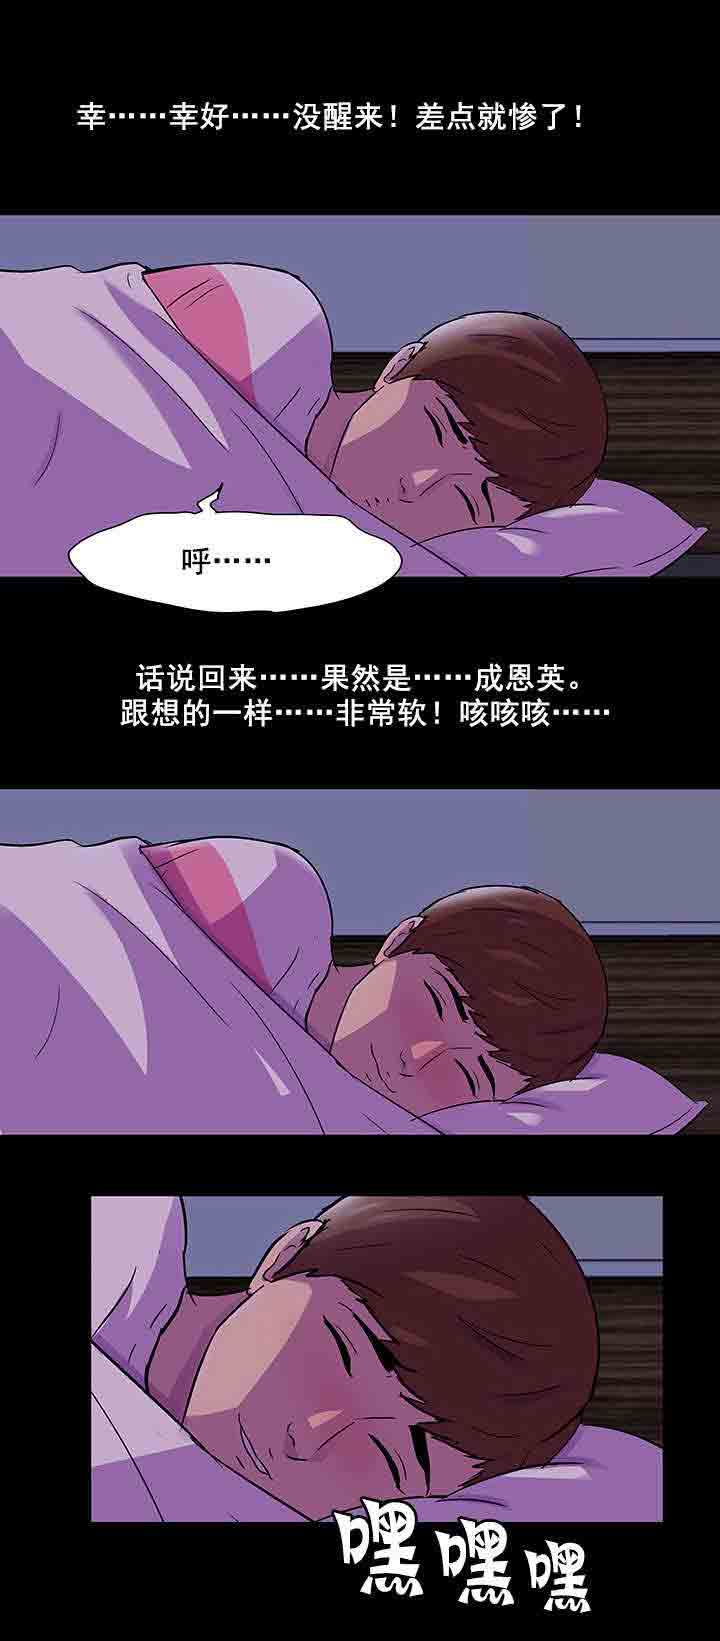 幸……幸好……没醒来！差点就惨了！
呼……
话说回来……果然是……成恩英。
跟想的一样……非常软！咳咳咳……
嘿嘿嘿